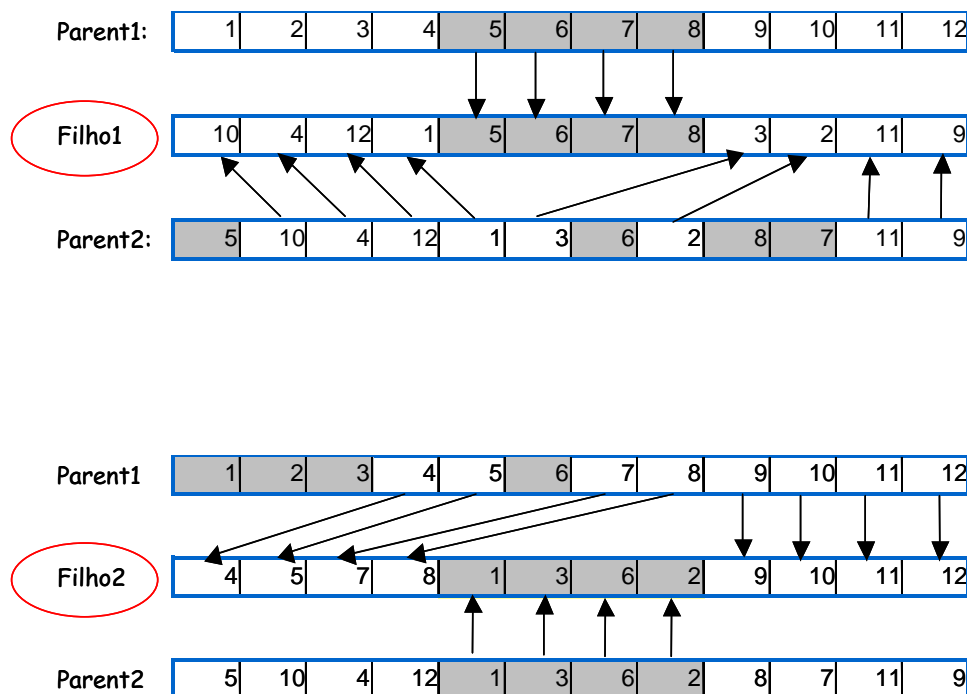 Parent1: 1 2 3 4 5 6 7 8 9 10 11 12
Filho1 10 4 12 1 5 6 7 8 3 2 11 9
Parent2: 5 10 4 12 1 3 6 2 8 7 11 9
Parent1 1 2 3 4 5 6 7 8 9 10 11 12
Filho2 4 5 7 8 1 3 6 2 9 10 11 12
Parent2 5 10 4 12 1 3 6 2 8 7 11 9